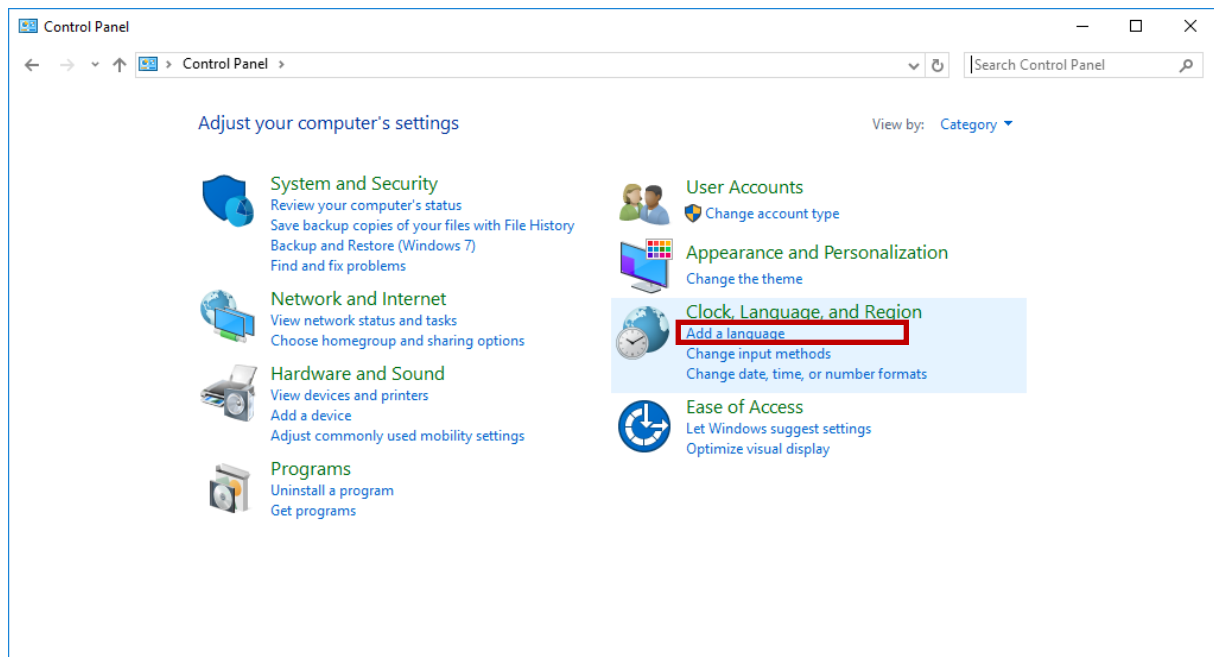 Control Panel
Control Panel
Search Control Panel
Adjust your computer's settings
View by: Category
System and Security
Review your computer's status
Save backup copies of your files with File History
Backup and Restore (Windows 7)
Find and fix problems
Network and Internet
View network status and tasks
Choose homegroup and sharing options
Hardware and Sound
View devices and printers
Add a device
Adjust commonly used mobility settings
Programs
Uninstall a program
Get programs
User Accounts
Change account type
Appearance and Personalization
Change the theme
Clock, Language, and Region
Add a language
Change input methods
Change date, time, or number formats
Ease of Access
Let Windows suggest settings
Optimize visual display